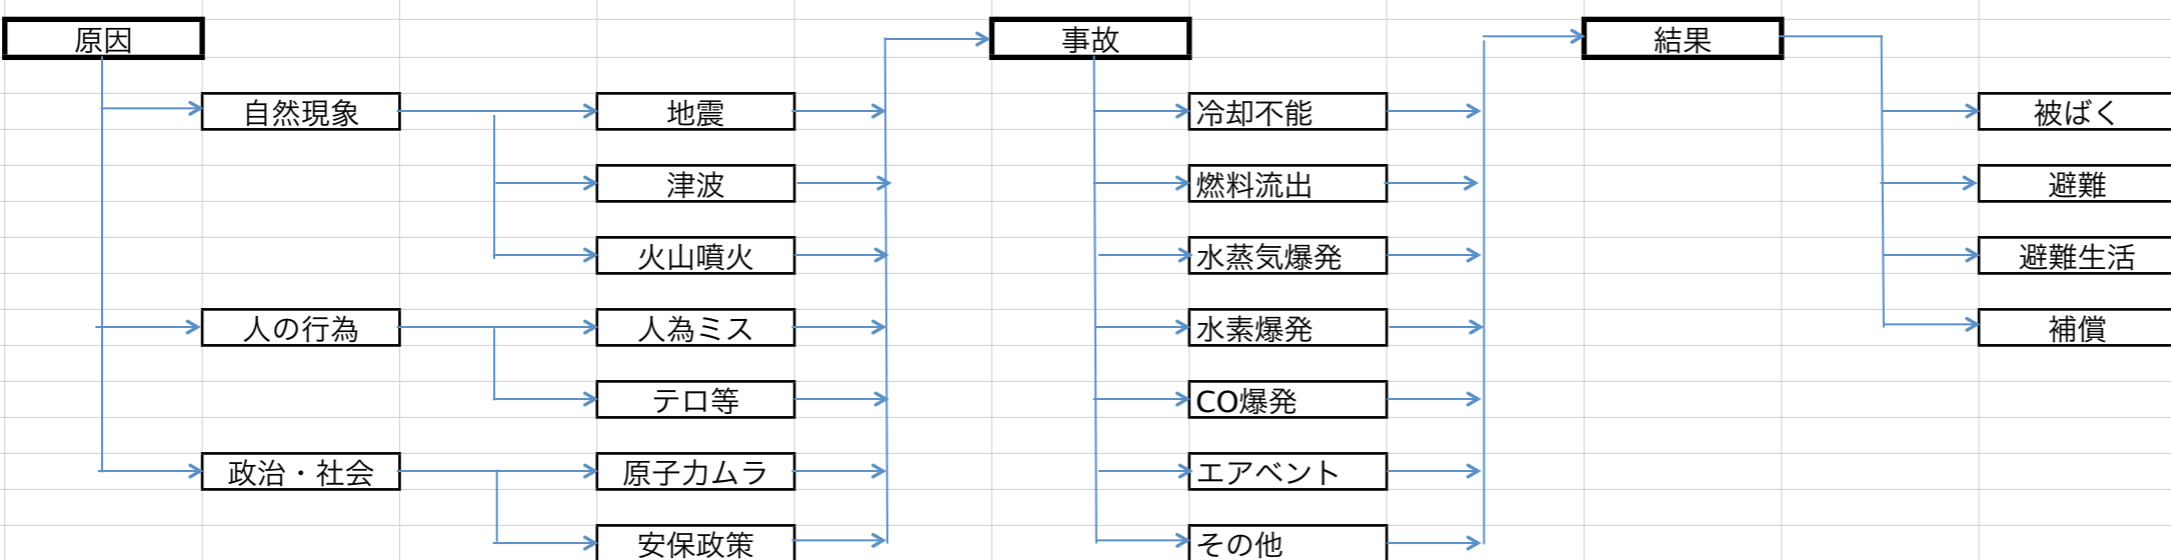 原因
事故
結果
自然現象
地震
冷却不能
被ばく
津波
燃料流出
避難
火山噴火
水蒸気爆発
避難生活
人の行為
人為ミス
水素爆発
補償
テロ等
CO爆発
政治・社会
原子力ムラ
エアベント
安保政策
その他